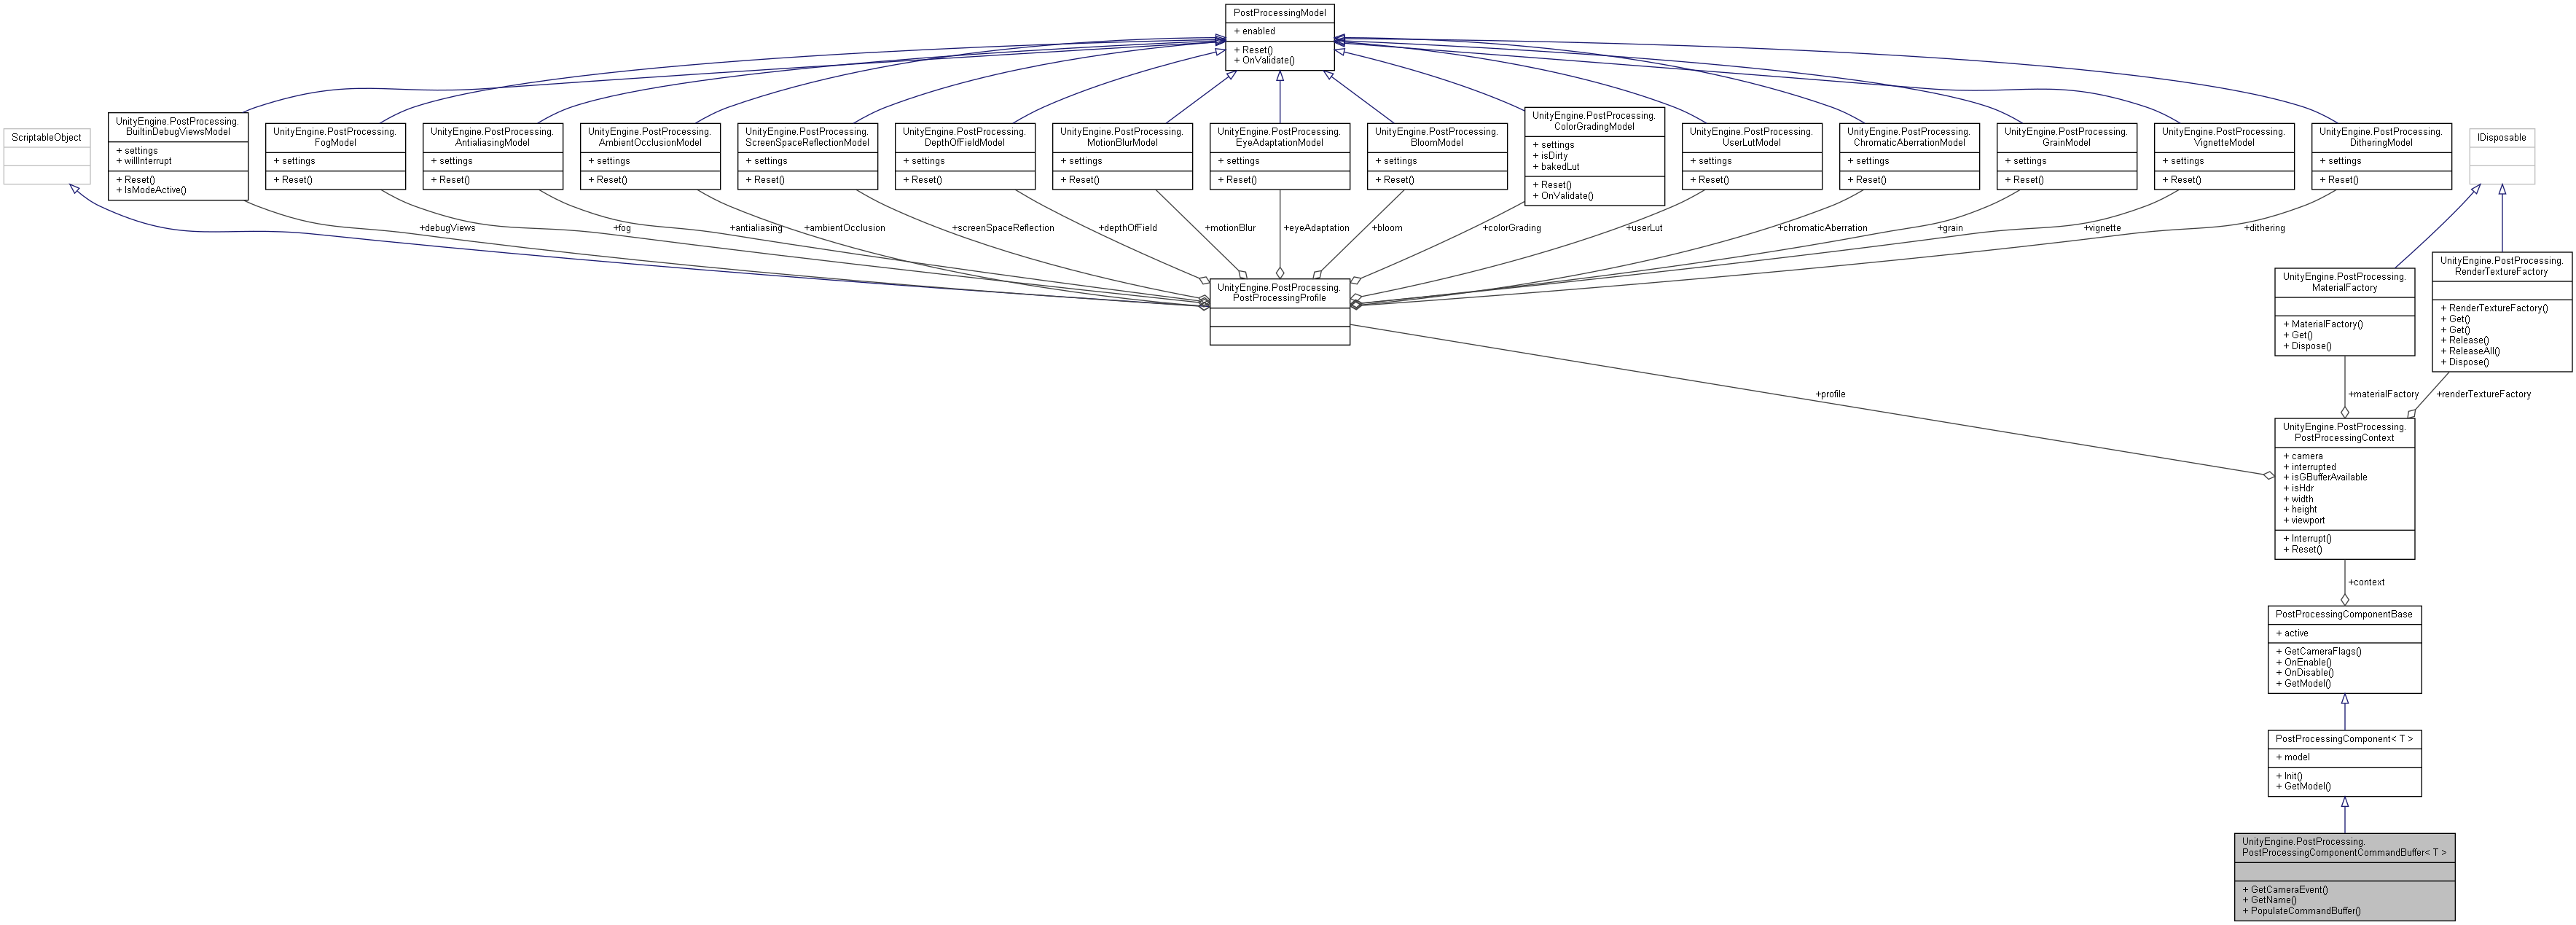 PostProcessingModel
+ enabled
+ Reset()
+ OnValidate()
ScriptableObject
UnityEngine.PostProcessing.
BuiltinDebugViewsModel
+ settings
+ willInterrupt
+ Reset()
+ IsModeActive()
UnityEngine.PostProcessing.
FogModel
+ settings
+ Reset()
UnityEngine.PostProcessing.
AntialiasingModel
+ settings
+ Reset()
UnityEngine.PostProcessing.
AmbientOcclusionModel
+ settings
+ Reset()
UnityEngine.PostProcessing.
ScreenSpaceReflectionModel
+ settings
+ Reset()
UnityEngine.PostProcessing.
DepthOfFieldModel
+ settings
+ Reset()
UnityEngine.PostProcessing.
MotionBlurModel
+ settings
+ Reset()
UnityEngine.PostProcessing.
EyeAdaptationModel
+ settings
+ Reset()
UnityEngine.PostProcessing.
BloomModel
+ settings
+ Reset()
UnityEngine.PostProcessing.
ColorGradingModel
+ settings
+ isDirty
+ bakedLut
+ Reset()
+ OnValidate()
UnityEngine.PostProcessing.
UserLutModel
+ settings
+ Reset()
UnityEngine.PostProcessing.
ChromaticAberrationModel
+ settings
+ Reset()
UnityEngine.PostProcessing.
GrainModel
+ settings
+ Reset()
UnityEngine.PostProcessing.
VignetteModel
+ settings
+ Reset()
UnityEngine.PostProcessing.
DitheringModel
+ settings
+ Reset()
IDisposable
+debugViews
+fog
+antialiasing
+ambientOcclusion
+screenSpaceReflection
+depthOfField
+motionBlur
+eyeAdaptation
+bloom
+colorGrading
+userLut
+chromaticAberration
+grain
+vignette
+dithering
UnityEngine.PostProcessing.
PostProcessingProfile
UnityEngine.PostProcessing.
MaterialFactory
+ MaterialFactory()
+ Get()
+ Dispose()
UnityEngine.PostProcessing.
RenderTextureFactory
+ RenderTextureFactory()
+ Get()
+ Get()
+ Release()
+ ReleaseAll()
+ Dispose()
+profile
+materialFactory
+renderTextureFactory
UnityEngine.PostProcessing.
PostProcessingContext
+ camera
+ interrupted
+ isGBufferAvailable
+ isHdr
+ width
+ height
+ viewport
+ Interrupt()
+ Reset()
+context
PostProcessingComponentBase
+ active
+ GetCameraFlags()
+ OnEnable()
+ OnDisable()
+ GetModel()
PostProcessingComponent< T >
+ model
+ Init()
+ GetModel()
UnityEngine.PostProcessing.
PostProcessingComponentCommandBuffer< T >
+ GetCameraEvent()
+ GetName()
+ PopulateCommandBuffer()